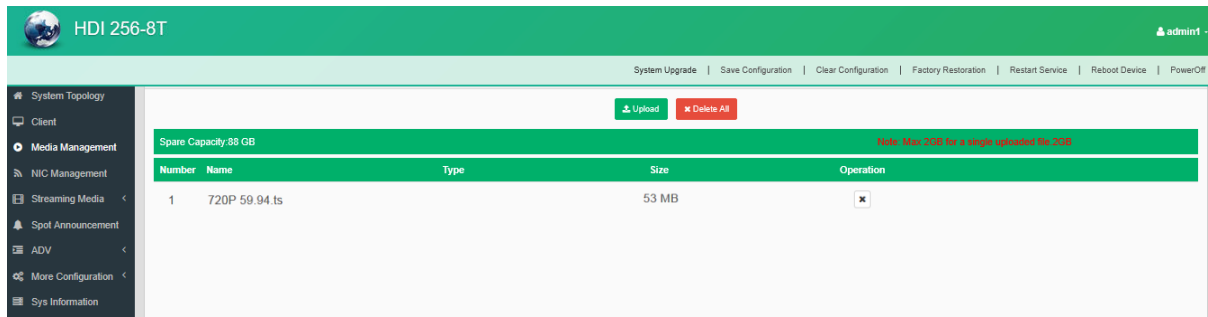 HDI 256-8T
admin1
System Upgrade | Save Configuration | Clear Configuration | Factory Restoration | Restart Service | Reboot Device | PowerOff
System Topology
Client
Media Management
NIC Management
Streaming Media
Spot Announcement
ADV
More Configuration
Sys Information
Upload Delete All
Spare Capacity:88 GB Note: Max 2GB for a single uploaded file.2GB
Number Name Type Size Operation
1 720P 59.94.ts 53 MB